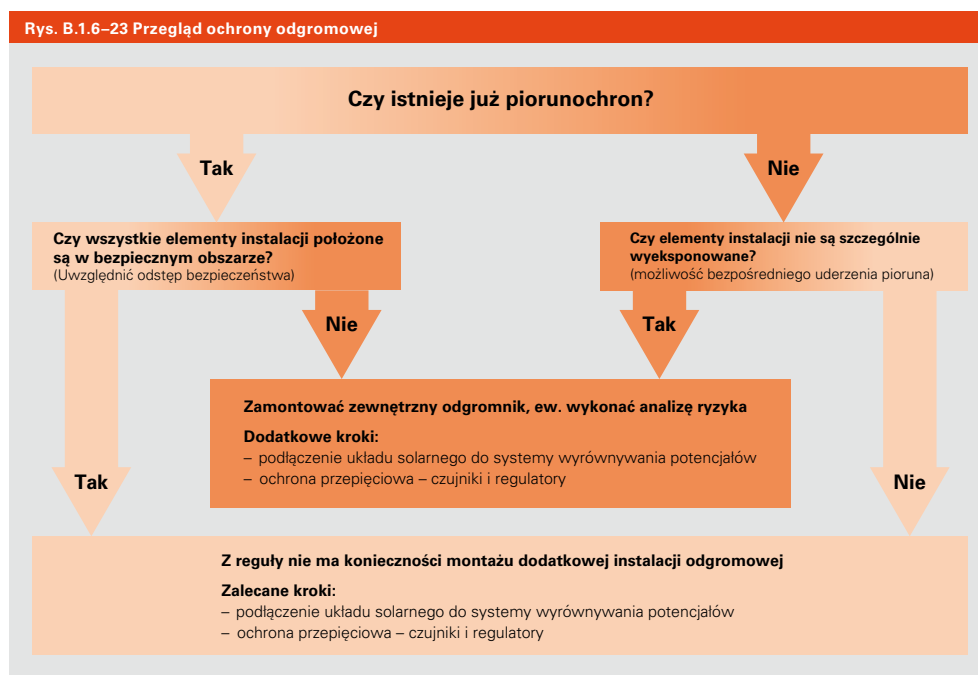 Rys. B.1.6–23 Przegląd ochrony odgromowej
Czy istnieje już piorunochron?
Tak
Nie
Czy wszystkie elementy instalacji położone
są w bezpiecznym obszarze?
(Uwzględnić odstęp bezpieczeństwa)
Czy elementy instalacji nie są szczególnie
wyeksponowane?
(możliwość bezpośredniego uderzenia pioruna)
Nie
Tak
Zamontować zewnętrzny odgromnik, ew. wykonać analizę ryzyka
Dodatkowe kroki:
– podłączenie układu solarnego do systemy wyrównywania potencjałów
– ochrona przepięciowa – czujniki i regulatory
Tak
Nie
Z reguły nie ma konieczności montażu dodatkowej instalacji odgromowej
Zalecane kroki:
– podłączenie układu solarnego do systemy wyrównywania potencjałów
– ochrona przepięciowa – czujniki i regulatory